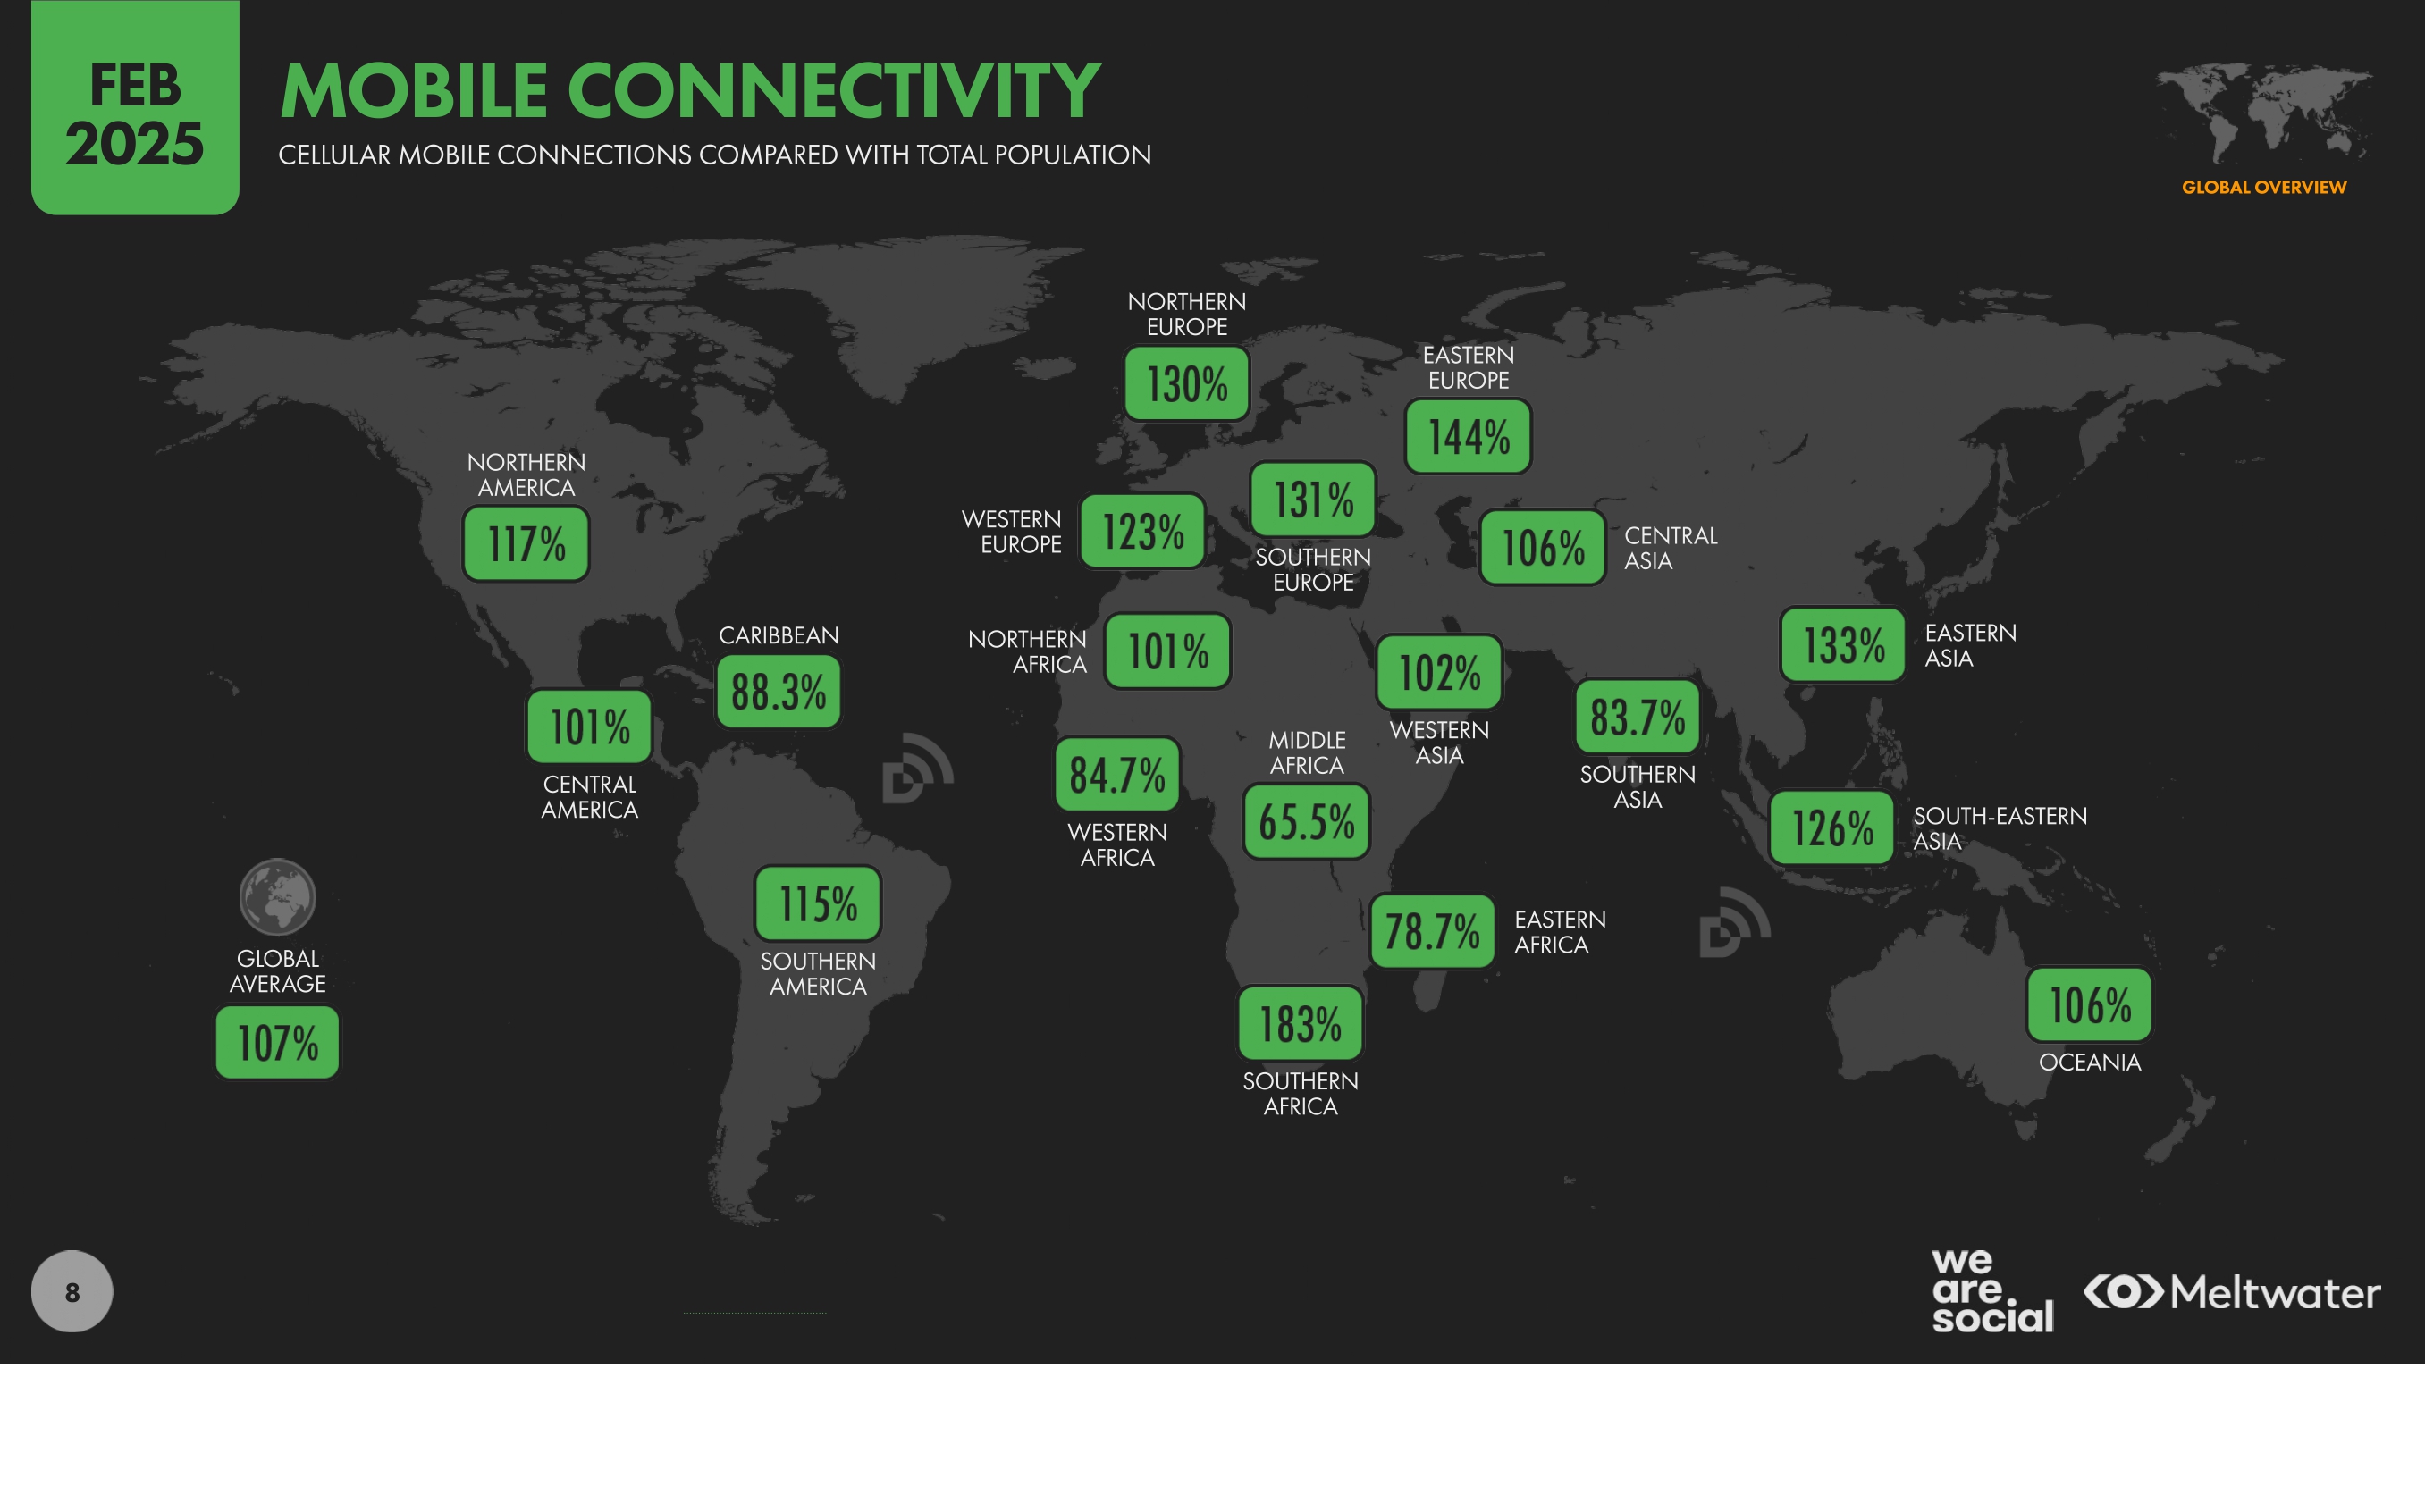 FEB
2025
MOBILE CONNECTIVITY
CELLULAR MOBILE CONNECTIONS COMPARED WITH TOTAL POPULATION
GLOBAL OVERVIEW
NORTHERN
EUROPE
130%
EASTERN
EUROPE
144%
NORTHERN
AMERICA
117%
WESTERN
EUROPE
123%
131%
SOUTHERN
EUROPE
106%
CENTRAL
ASIA
CARIBBEAN
88.3%
NORTHERN
AFRICA
101%
102%
WESTERN
ASIA
133%
EASTERN
ASIA
101%
CENTRAL
AMERICA
83.7%
SOUTHERN
ASIA
84.7%
WESTERN
AFRICA
MIDDLE
AFRICA
65.5%
126%
SOUTH-EASTERN
ASIA
115%
SOUTHERN
AMERICA
78.7%
EASTERN
AFRICA
GLOBAL
AVERAGE
107%
183%
SOUTHERN
AFRICA
106%
OCEANIA
8
we
are
social
Meltwater